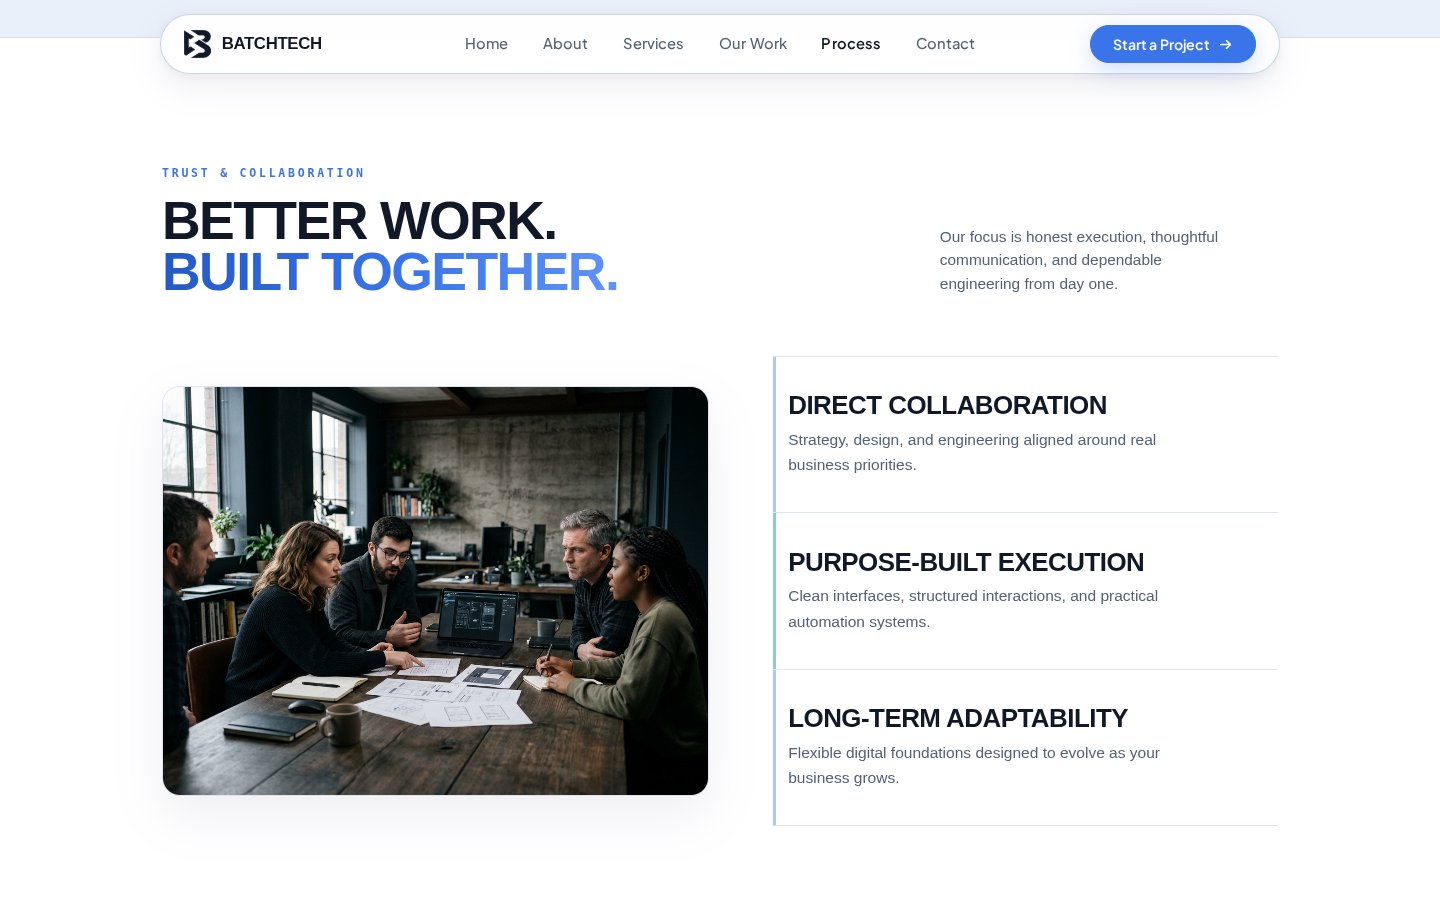 BATCHTECH
Home
About
Services
Our Work
Process
Contact
Start a Project
TRUST & COLLABORATION
BETTER WORK.
BUILT TOGETHER.
Our focus is honest execution, thoughtful
communication, and dependable
engineering from day one.
DIRECT COLLABORATION
Strategy, design, and engineering aligned around real
business priorities.
PURPOSE-BUILT EXECUTION
Clean interfaces, structured interactions, and practical
automation systems.
LONG-TERM ADAPTABILITY
Flexible digital foundations designed to evolve as your
business grows.